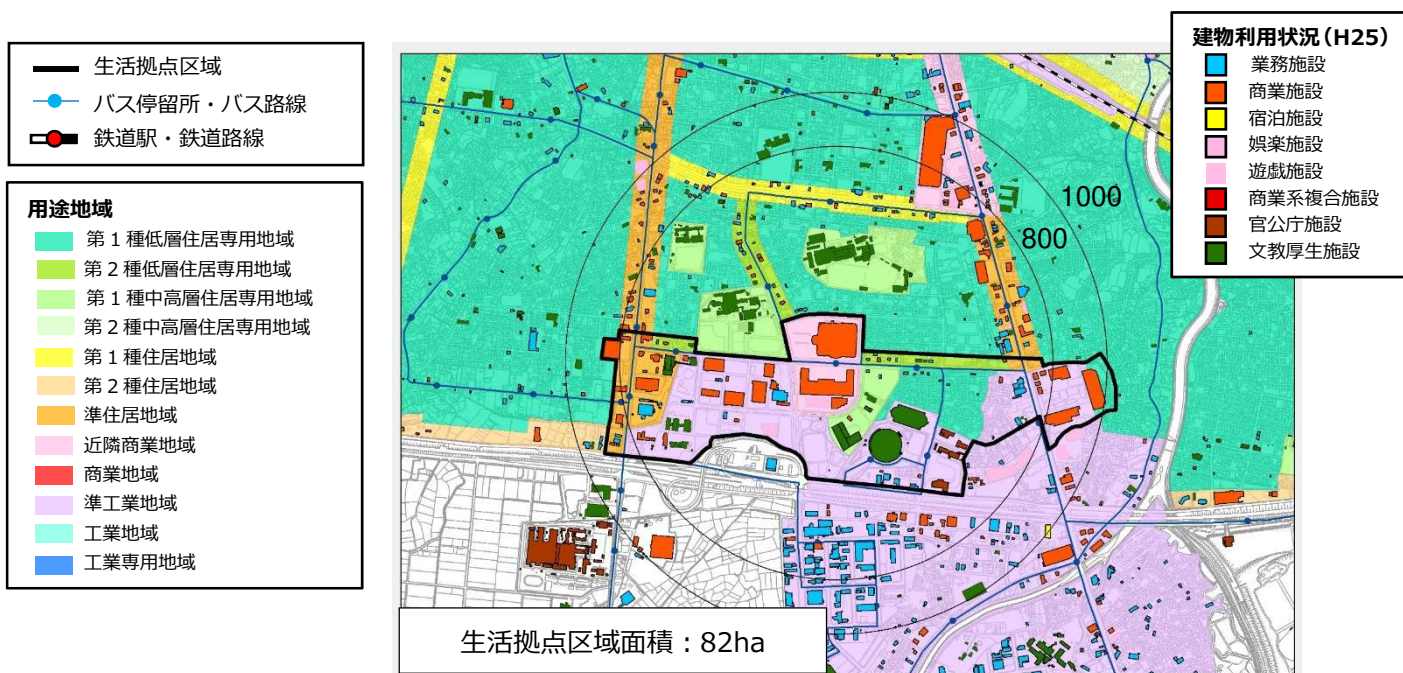 生活拠点区域
バス停留所・バス路線
鉄道駅・鉄道路線
用途地域
第1種低層住居専用地域
第2種低層住居専用地域
第1種中高層住居専用地域
第2種中高層住居専用地域
第1種住居地域
第2種住居地域
準住居地域
近隣商業地域
商業地域
準工業地域
工業地域
工業専用地域
1000
800
生活拠点区域面積:82ha
建物利用状況(H25)
業務施設
商業施設
宿泊施設
娯楽施設
遊戯施設
商業系複合施設
官公庁施設
文教厚生施設